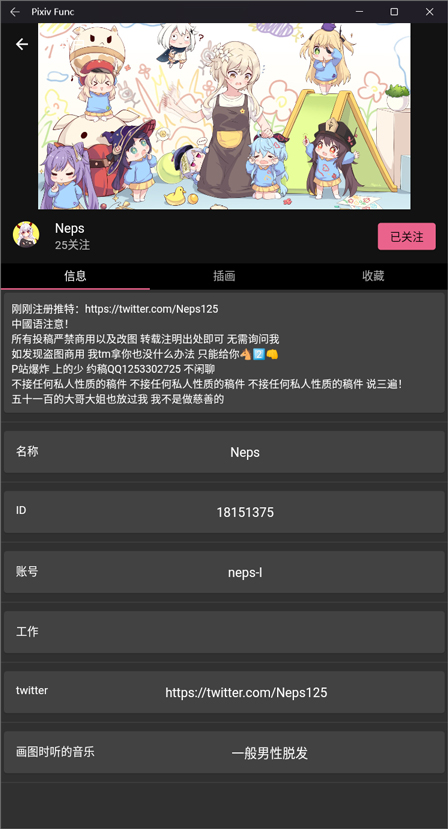 Pixiv Func
Neps
25关注
已关注
信息
插画
收藏
刚刚注册推特：https://twitter.com/Neps125
中國语注意！
所有投稿严禁商用以及改图 转载注明出处即可 无需询问我
如发现盗图商用 我tm拿你也没什么办法 只能给你🐴2️⃣👊
P站爆炸 上的少 约稿QQ1253302725 不闲聊
不接任何私人性质的稿件 不接任何私人性质的稿件 不接任何私人性质的稿件 说三遍！
五十一百的大哥大姐也放过我 我不是做慈善的
名称
Neps
ID
18151375
账号
neps-l
工作
twitter
https://twitter.com/Neps125
画图时听的音乐
一般男性脱发